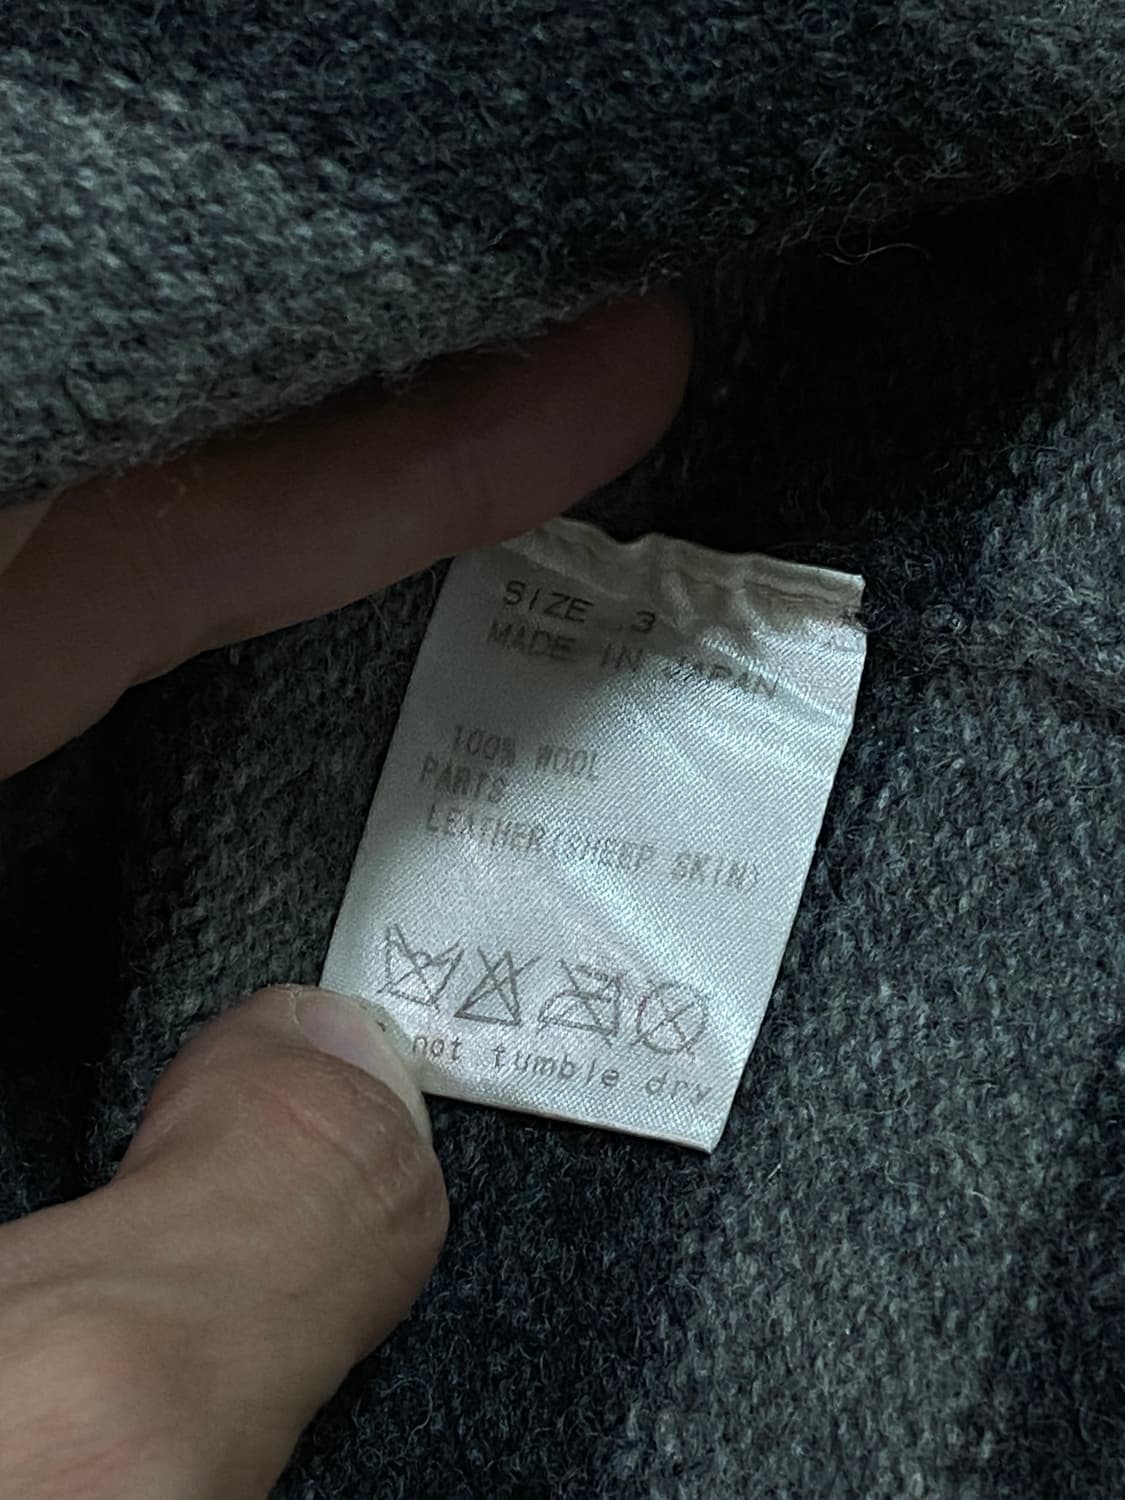 SIZE 3
MADE IN JAPAN
100% WOOL
PARTS
LEATHER(SHEEP SKIN)
not tumble dry